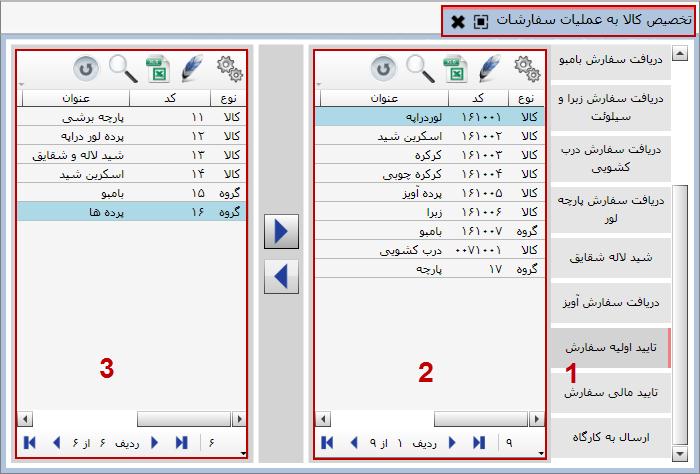 تخصیص کالا به عملیات سفارشات
دریافت سفارش بامبو
دریافت سفارش زبرا و
سیلوئت
دریافت سفارش درب
کشویی
دریافت سفارش پارچه
لور
شید لاله شقایق
دریافت سفارش آویز
تایید اولیه سفارش
تایید مالی سفارش
ارسال به کارگاه
1
نوع کد عنوان
کالا ۱۶۱۰۰۱ لوردراپه
کالا ۱۶۱۰۰۲ اسکرین شید
کالا ۱۶۱۰۰۳ کرکره
کالا ۱۶۱۰۰۴ کرکره چوبی
کالا ۱۶۱۰۰۵ پرده آویز
کالا ۱۶۱۰۰۶ زبرا
گروه ۱۶۱۰۰۷ بامبو
کالا ۰۰۷۱۰۰۱ درب کشویی
گروه ۱۷ پارچه
2
۹ ردیف ۱ از ۹
نوع کد عنوان
کالا ۱۱ پارچه برشی
کالا ۱۲ پرده لور دراپه
کالا ۱۳ شید لاله و شقایق
کالا ۱۴ اسکرین شید
گروه ۱۵ بامبو
گروه ۱۶ پرده ها
3
۶ ردیف ۶ از ۶